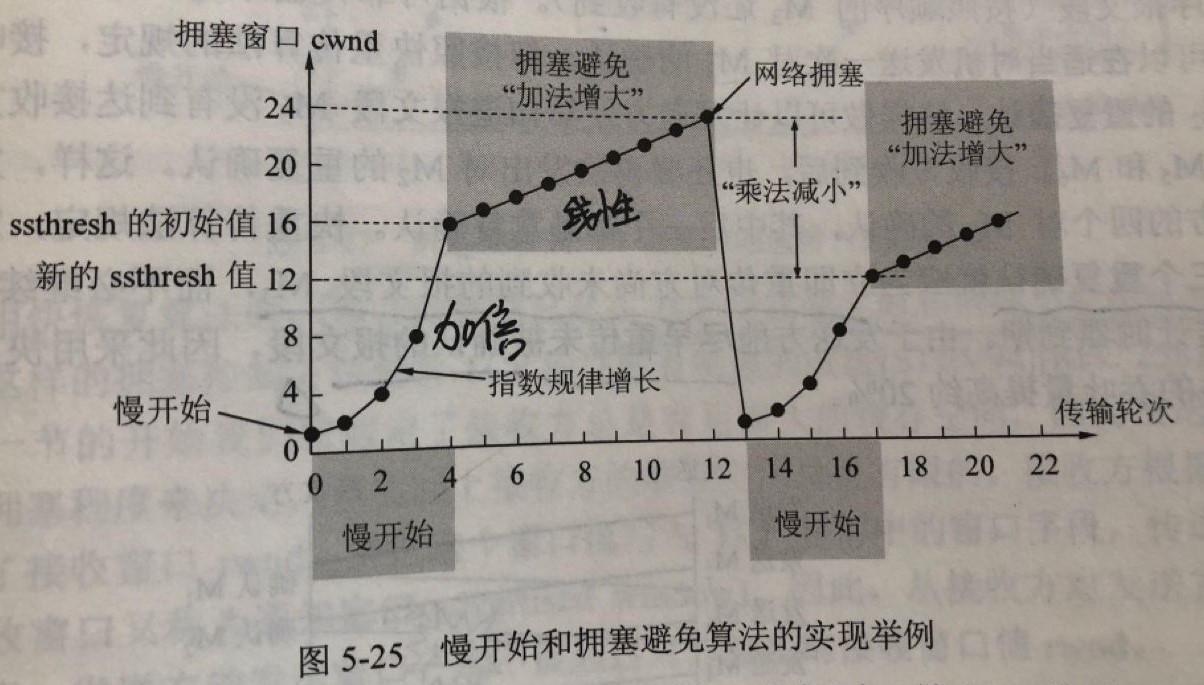 拥塞窗口 cwnd
拥塞避免
“加法增大”
网络拥塞
24
拥塞避免
“加法增大”
20
“乘法减小”
ssthresh 的初始值 16
线性
新的 ssthresh 值 12
8
加倍
指数规律增长
4
慢开始
传输轮次
0
0 2 4 6 8 10 12 14 16 18 20 22
慢开始
慢开始
图 5-25 慢开始和拥塞避免算法的实现举例